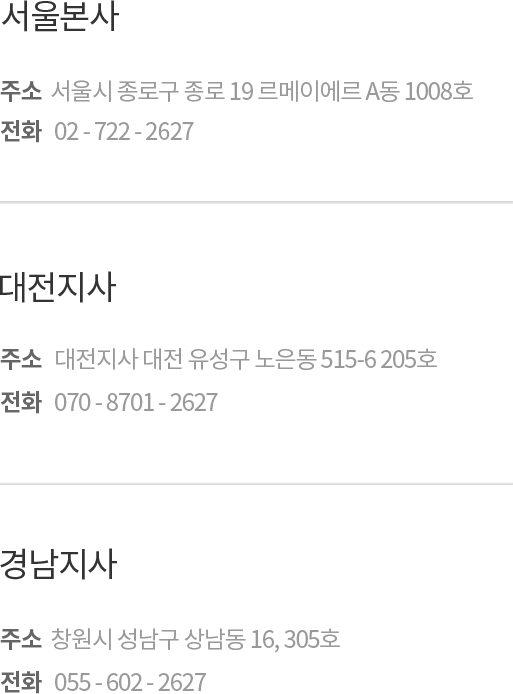 서울본사
주소 서울시 종로구 종로 19 르메이에르 A동 1008호
전화 02 - 722 - 2627
대전지사
주소 대전지사 대전 유성구 노은동 515-6 205호
전화 070 - 8701 - 2627
경남지사
주소 창원시 성남구 상남동 16, 305호
전화 055 - 602 - 2627